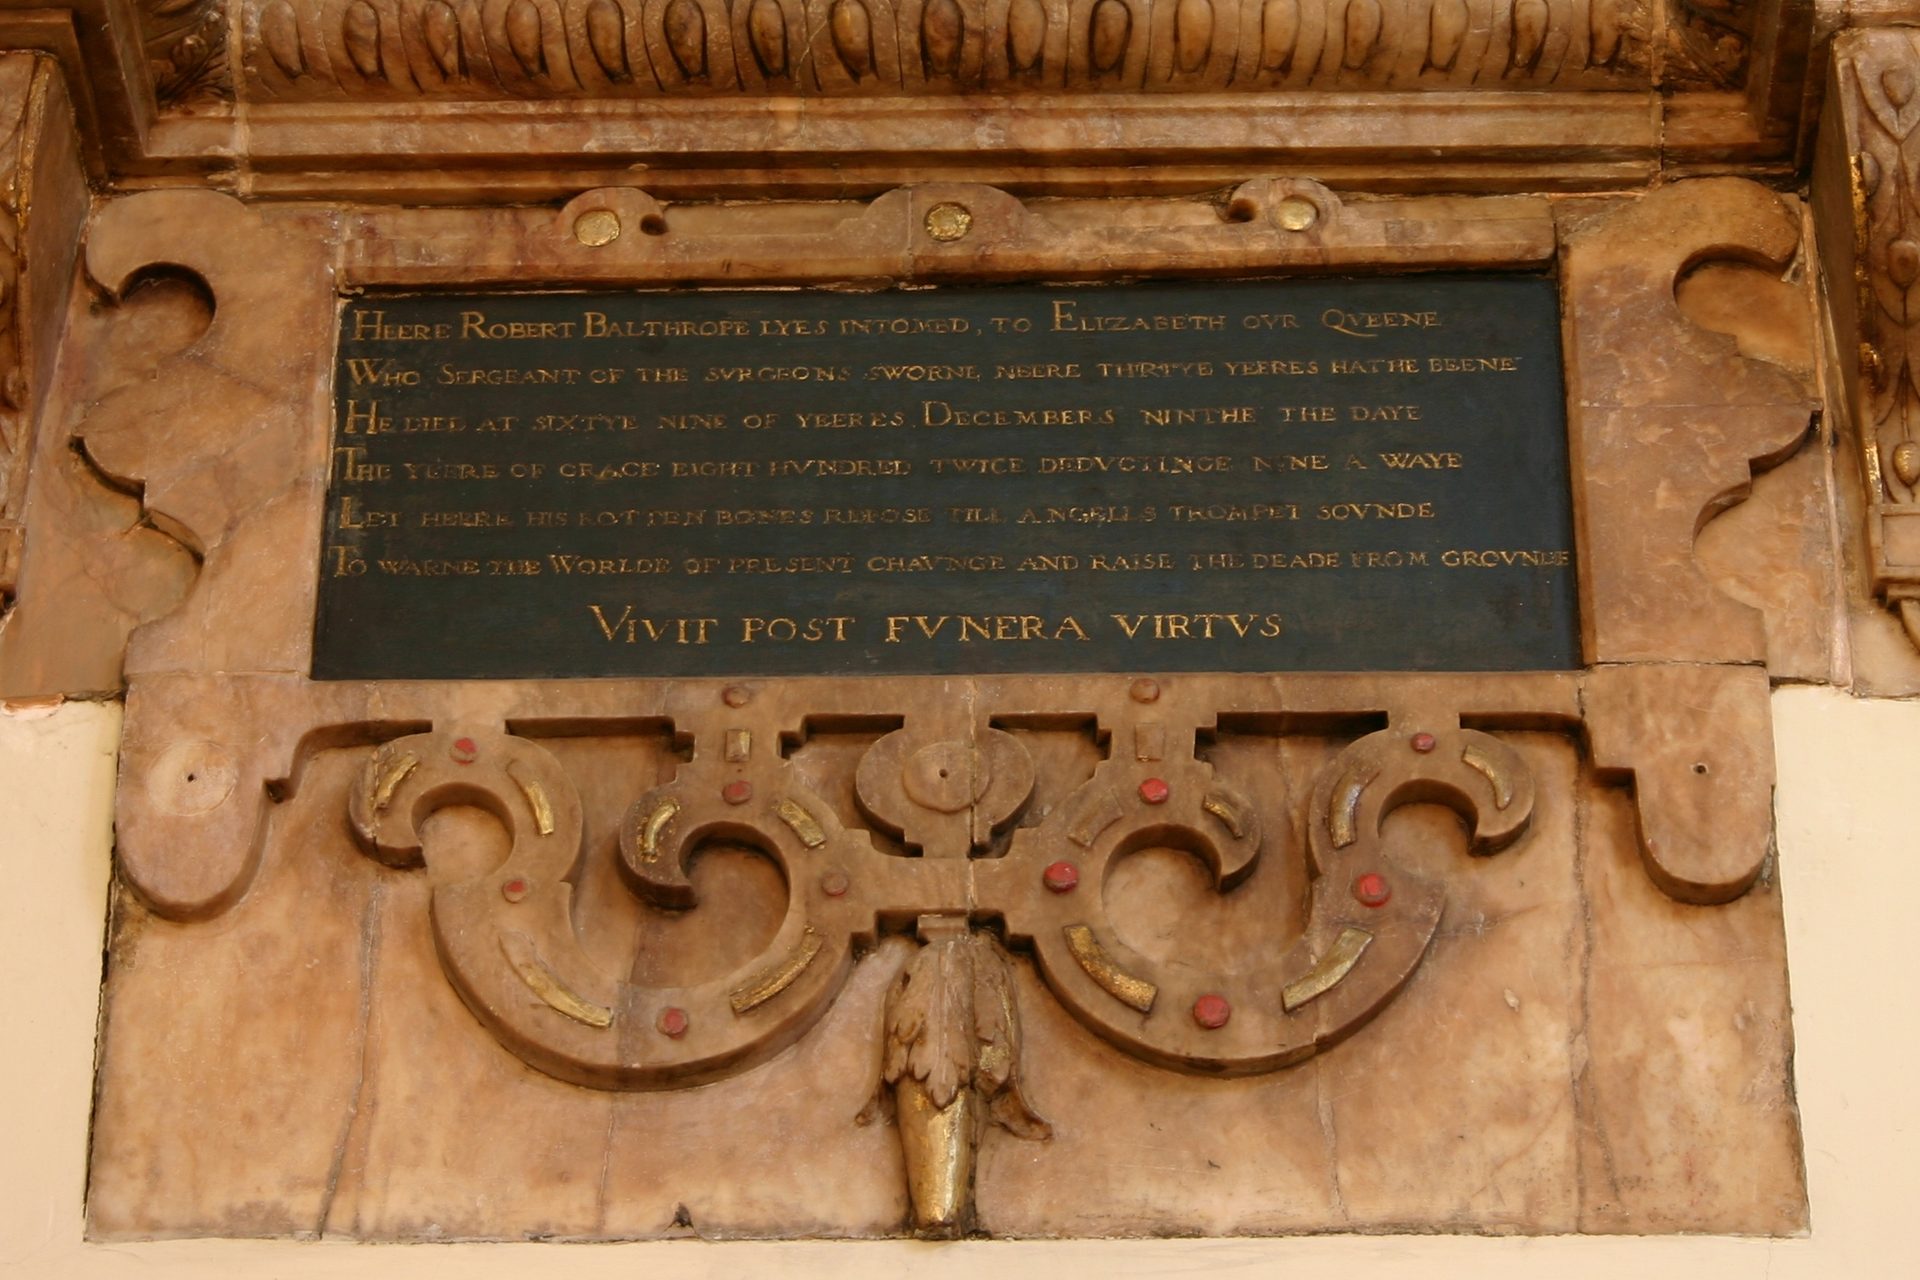 HEERE ROBERT BALTHROPE LYES INTOMBD, TO ELIZABETH OVR QVEENE
WHO SERGEANT OF THE SVRGEONS SWORNE NEERE THIRTYE YEERES HATHE BEENE
HE DIED AT SIXTYE NINE OF YEERES DECEMBERS NINTHE THE DAYE
THE YEERE OF GRACE EIGHT HVNDRED TWICE DEDVCTINGE NINE A WAYE
LET HEERE HIS ROTTEN BONES REPOSE TILL ANGELLS TROMPET SOVNDE
TO WARNE THE WORLDE OF PRESENT CHAVNGE AND RAISE THE DEADE FROM GROVNDE
VIVIT POST FVNERA VIRTVS